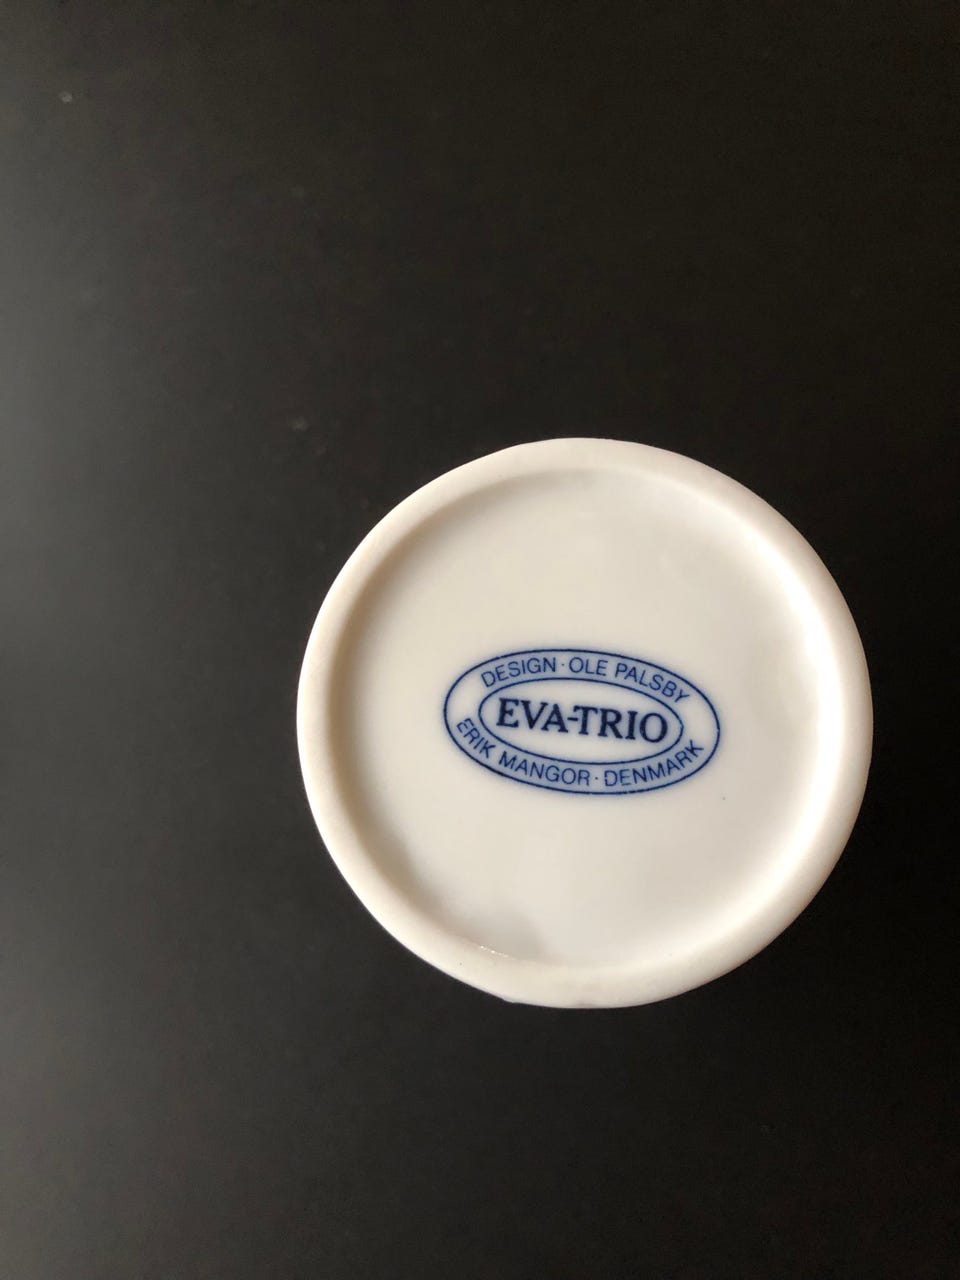 DESIGN · OLE PALSBY
EVA-TRIO
ERIK MANGOR · DENMARK